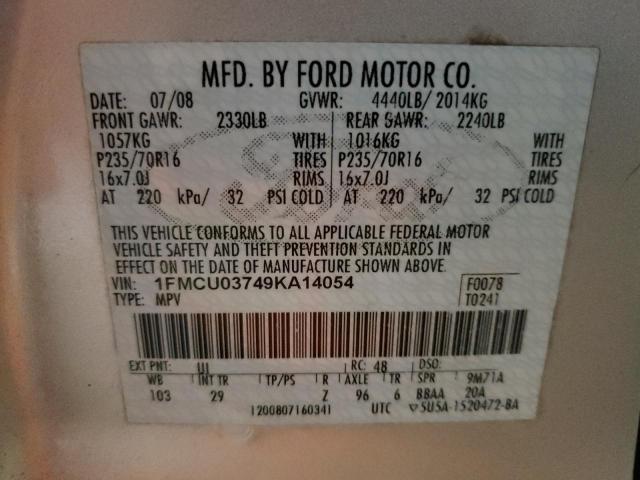 MFD. BY FORD MOTOR CO.
DATE: 07/08 GVWR: 4440LB/ 2014KG
FRONT GAWR: 2330LB REAR GAWR: 2240LB
1057KG WITH 1016KG WITH
P235/70R16 TIRES P235/70R16 TIRES
16x7.0J RIMS 16x7.0J RIMS
AT 220 kPa/ 32 PSI COLD AT 220 kPa/ 32 PSI COLD
THIS VEHICLE CONFORMS TO ALL APPLICABLE FEDERAL MOTOR
VEHICLE SAFETY AND THEFT PREVENTION STANDARDS IN
EFFECT ON THE DATE OF MANUFACTURE SHOWN ABOVE.
VIN: 1FMCU03749KA14054 F0078
TYPE: MPV T0241
EXT PNT: UI RC: 48 DSO:
WB INT TR TP/PS R AXLE TR SPR 9M71A
103 29 Z 96 6 BBAA 20A
1200807160341 UTC 5U5A-1520472-BA